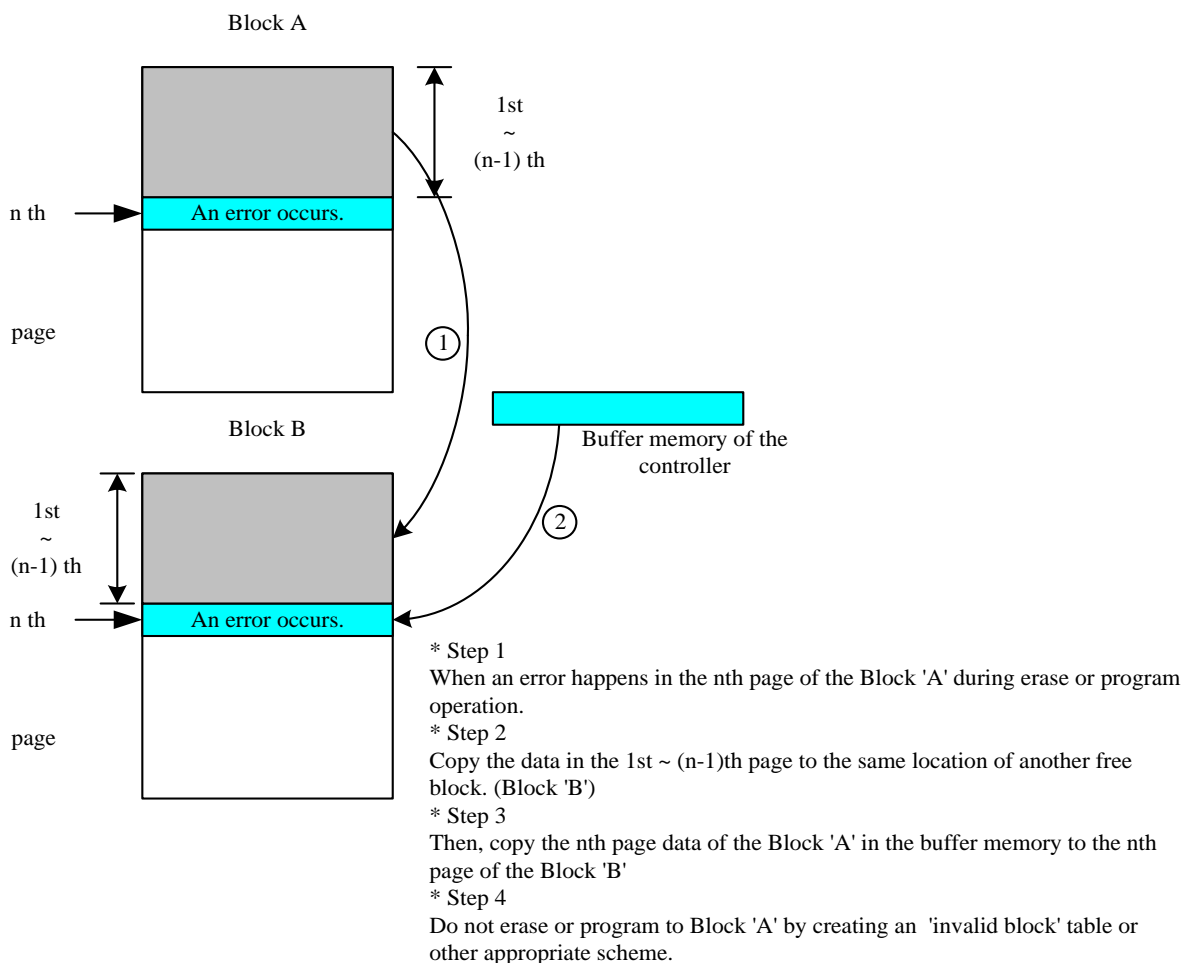 Block A
1st
~
(n-1) th
n th
An error occurs.
page
1
Block B
Buffer memory of the
controller
1st
~
(n-1) th
2
n th
An error occurs.
page
* Step 1
When an error happens in the nth page of the Block 'A' during erase or program
operation.
* Step 2
Copy the data in the 1st ~ (n-1)th page to the same location of another free
block. (Block 'B')
* Step 3
Then, copy the nth page data of the Block 'A' in the buffer memory to the nth
page of the Block 'B'
* Step 4
Do not erase or program to Block 'A' by creating an 'invalid block' table or
other appropriate scheme.